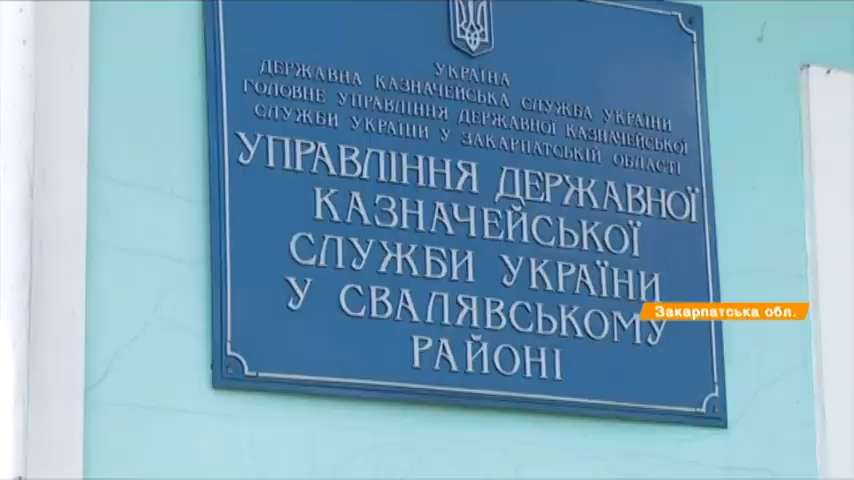 УКРАЇНА
ДЕРЖАВНА КАЗНАЧЕЙСЬКА СЛУЖБА УКРАЇНИ
ГОЛОВНЕ УПРАВЛІННЯ ДЕРЖАВНОЇ КАЗНАЧЕЙСЬКОЇ
СЛУЖБИ УКРАЇНИ У ЗАКАРПАТСЬКІЙ ОБЛАСТІ
УПРАВЛІННЯ ДЕРЖАВНОЇ
КАЗНАЧЕЙСЬКОЇ
СЛУЖБИ УКРАЇНИ
У СВАЛЯВСЬКОМУ
РАЙОНІ
Закарпатська обл.